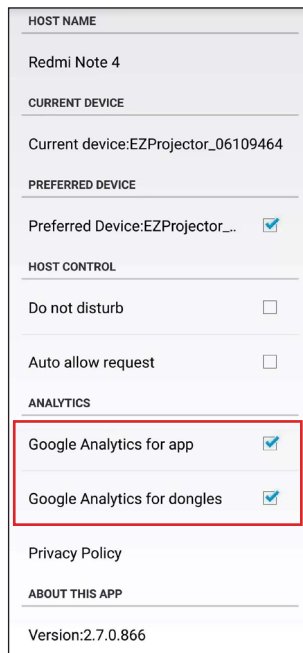 HOST NAME
Redmi Note 4
CURRENT DEVICE
Current device:EZProjector_06109464
PREFERRED DEVICE
Preferred Device:EZProjector_..
HOST CONTROL
Do not disturb
Auto allow request
ANALYTICS
Google Analytics for app
Google Analytics for dongles
Privacy Policy
ABOUT THIS APP
Version:2.7.0.866